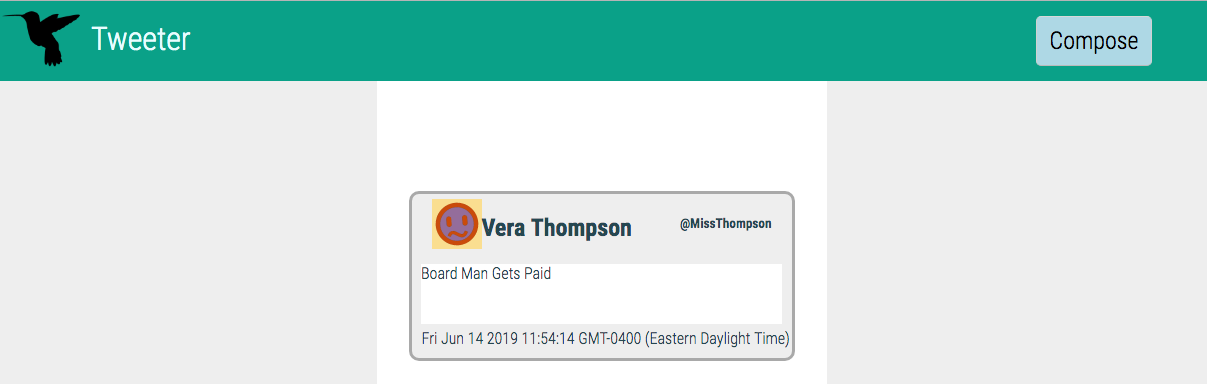 Tweeter
Compose
Vera Thompson
@MissThompson
Board Man Gets Paid
Fri Jun 14 2019 11:54:14 GMT-0400 (Eastern Daylight Time)